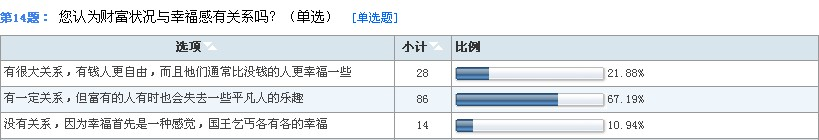 第14题： 您认为财富状况与幸福感有关系吗？（单选） [单选题]
选项 小计 比例
有很大关系，有钱人更自由，而且他们通常比没钱的人更幸福一些 28 21.88%
有一定关系，但富有的人有时也会失去一些平凡人的乐趣 86 67.19%
没有关系，因为幸福首先是一种感觉，国王乞丐各有各的幸福 14 10.94%